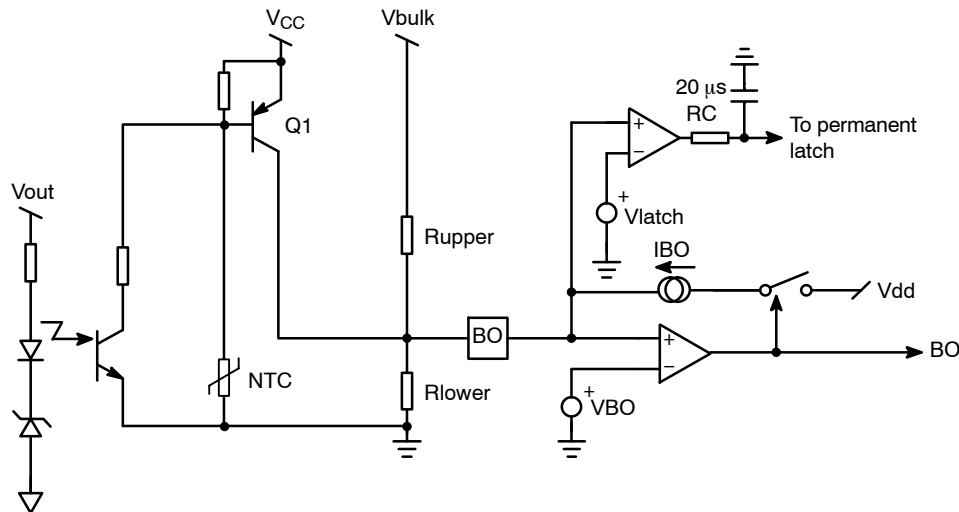 VCC
Vbulk
Q1
20 μs
RC
To permanent
latch
Vout
Vlatch
Rupper
IBO
Vdd
BO
BO
NTC
Rlower
VBO
+
−
+
+
−
+